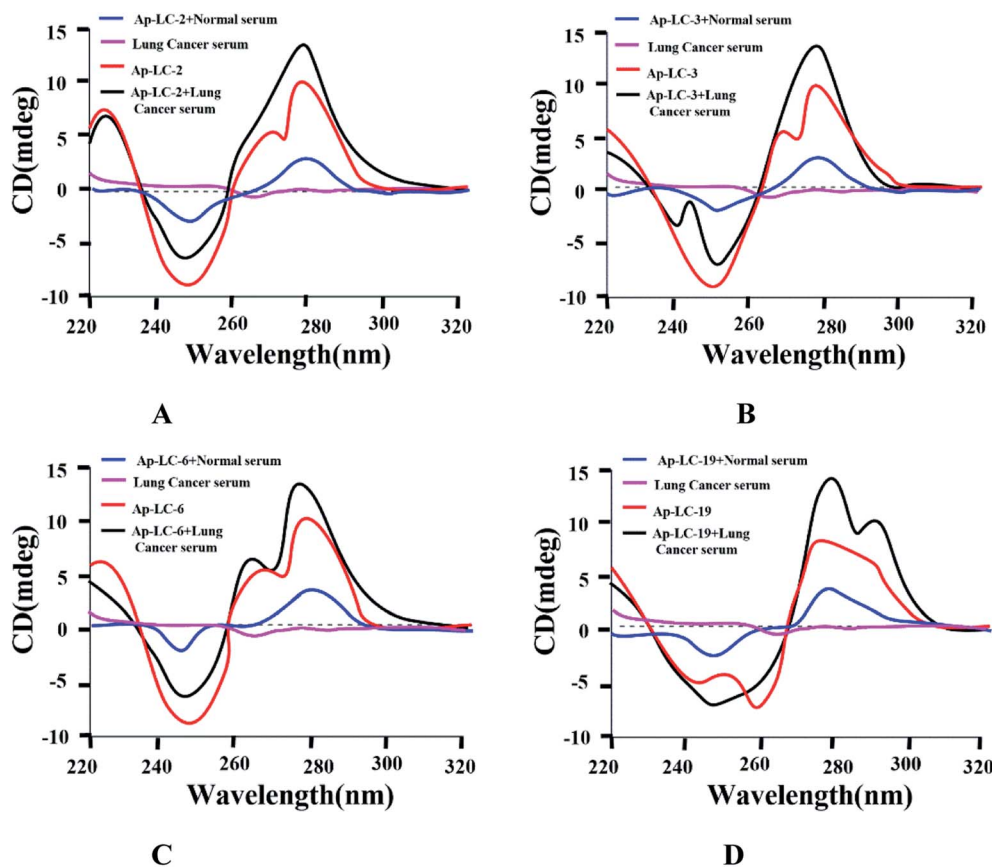 Ap-LC-2+Normal serum
Lung Cancer serum
Ap-LC-2
Ap-LC-2+Lung
Cancer serum
15
10
5
0
-5
-10
CD(mdeg)
220 240 260 280 300 320
Wavelength(nm)
A
Ap-LC-3+Normal serum
Lung Cancer serum
Ap-LC-3
Ap-LC-3+Lung
Cancer serum
15
10
5
0
-5
-10
CD(mdeg)
220 240 260 280 300 320
Wavelength(nm)
B
Ap-LC-6+Normal serum
Lung Cancer serum
Ap-LC-6
Ap-LC-6+Lung
Cancer serum
15
10
5
0
-5
-10
CD(mdeg)
220 240 260 280 300 320
Wavelength(nm)
C
Ap-LC-19+Normal serum
Lung Cancer serum
Ap-LC-19
Ap-LC-19+Lung
Cancer serum
15
10
5
0
-5
-10
CD(mdeg)
220 240 260 280 300 320
Wavelength(nm)
D